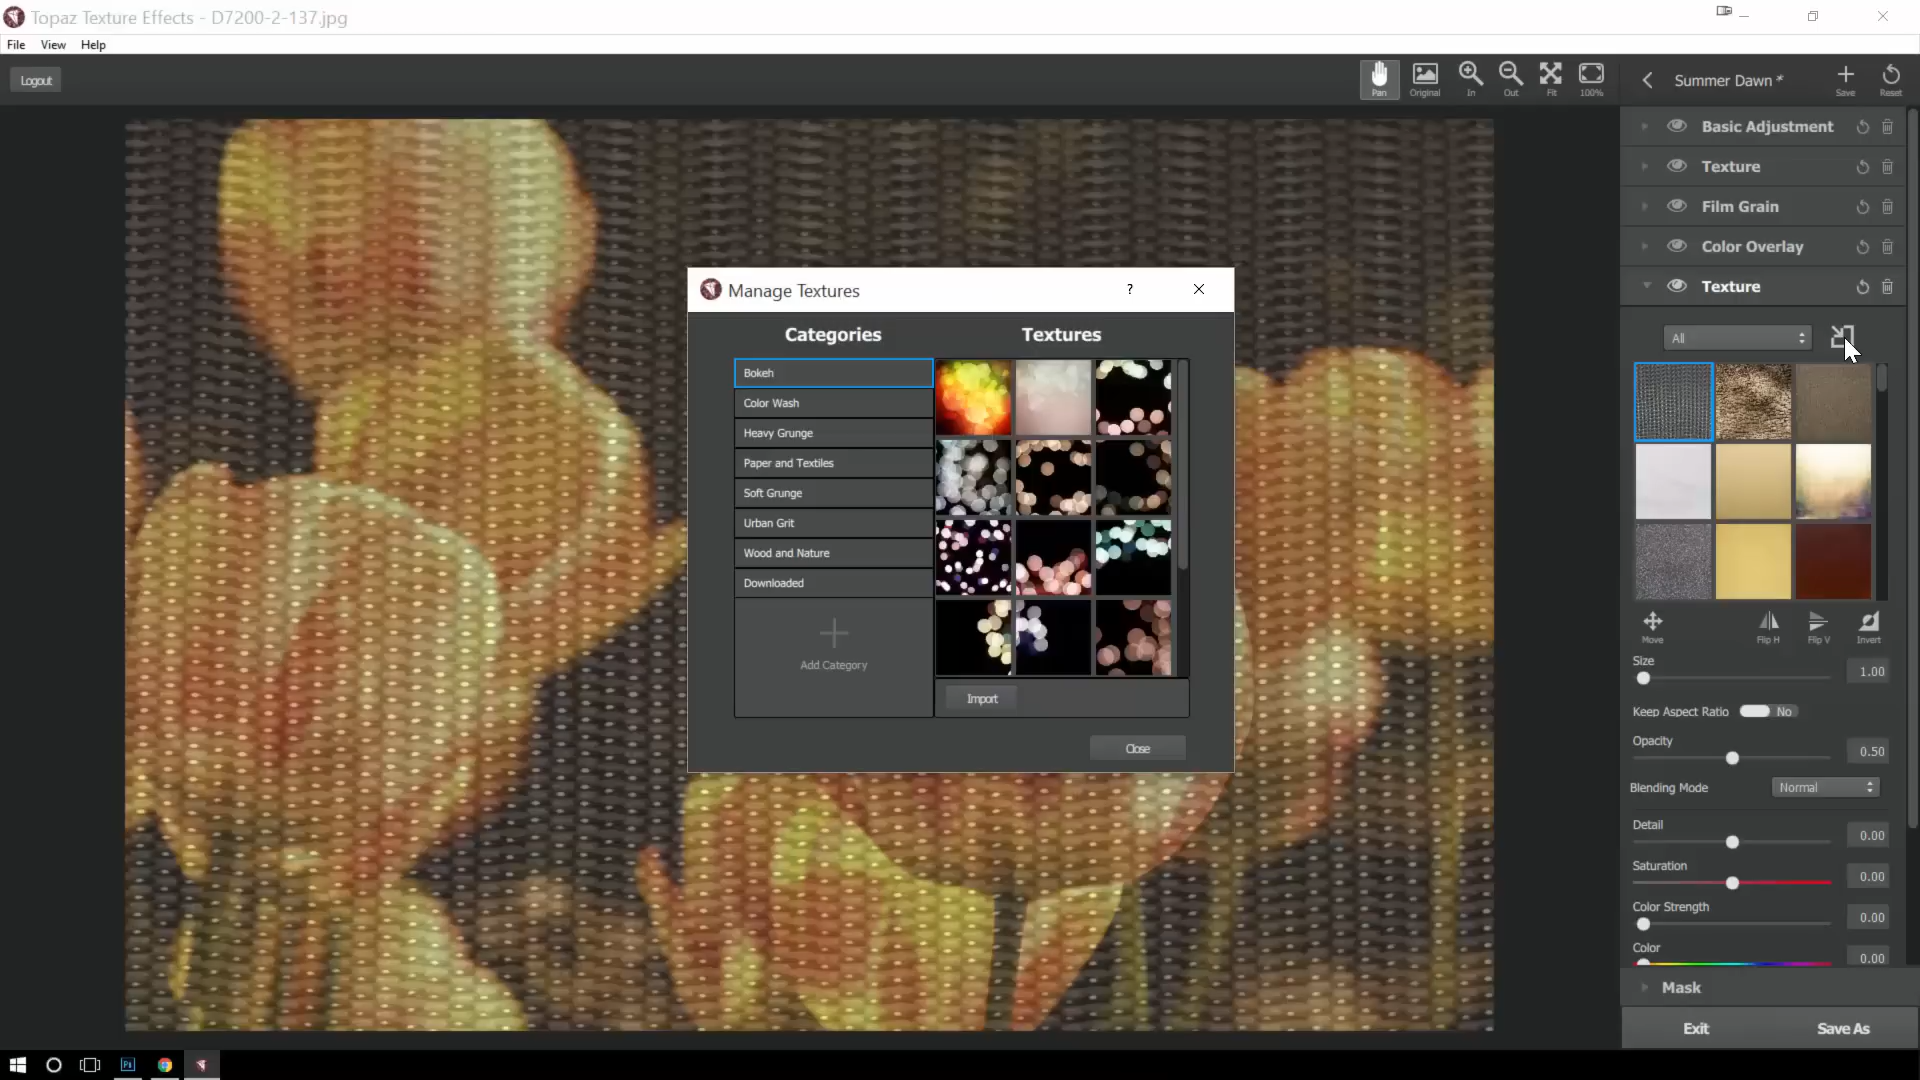 Topaz Texture Effects - D7200-2-137.jpg
File View Help
Logout
Pan Original In Out Fit 100%
Summer Dawn *
Save Reset
Basic Adjustment
Texture
Film Grain
Color Overlay
Texture
All
Move Flip H Flip V Invert
Size 1.00
Keep Aspect Ratio No
Opacity 0.50
Blending Mode Normal
Detail 0.00
Saturation 0.00
Color Strength 0.00
Color 0.00
Mask
Exit Save As
Manage Textures ?
Categories Textures
Bokeh
Color Wash
Heavy Grunge
Paper and Textiles
Soft Grunge
Urban Grit
Wood and Nature
Downloaded
Add Category
Import
Close